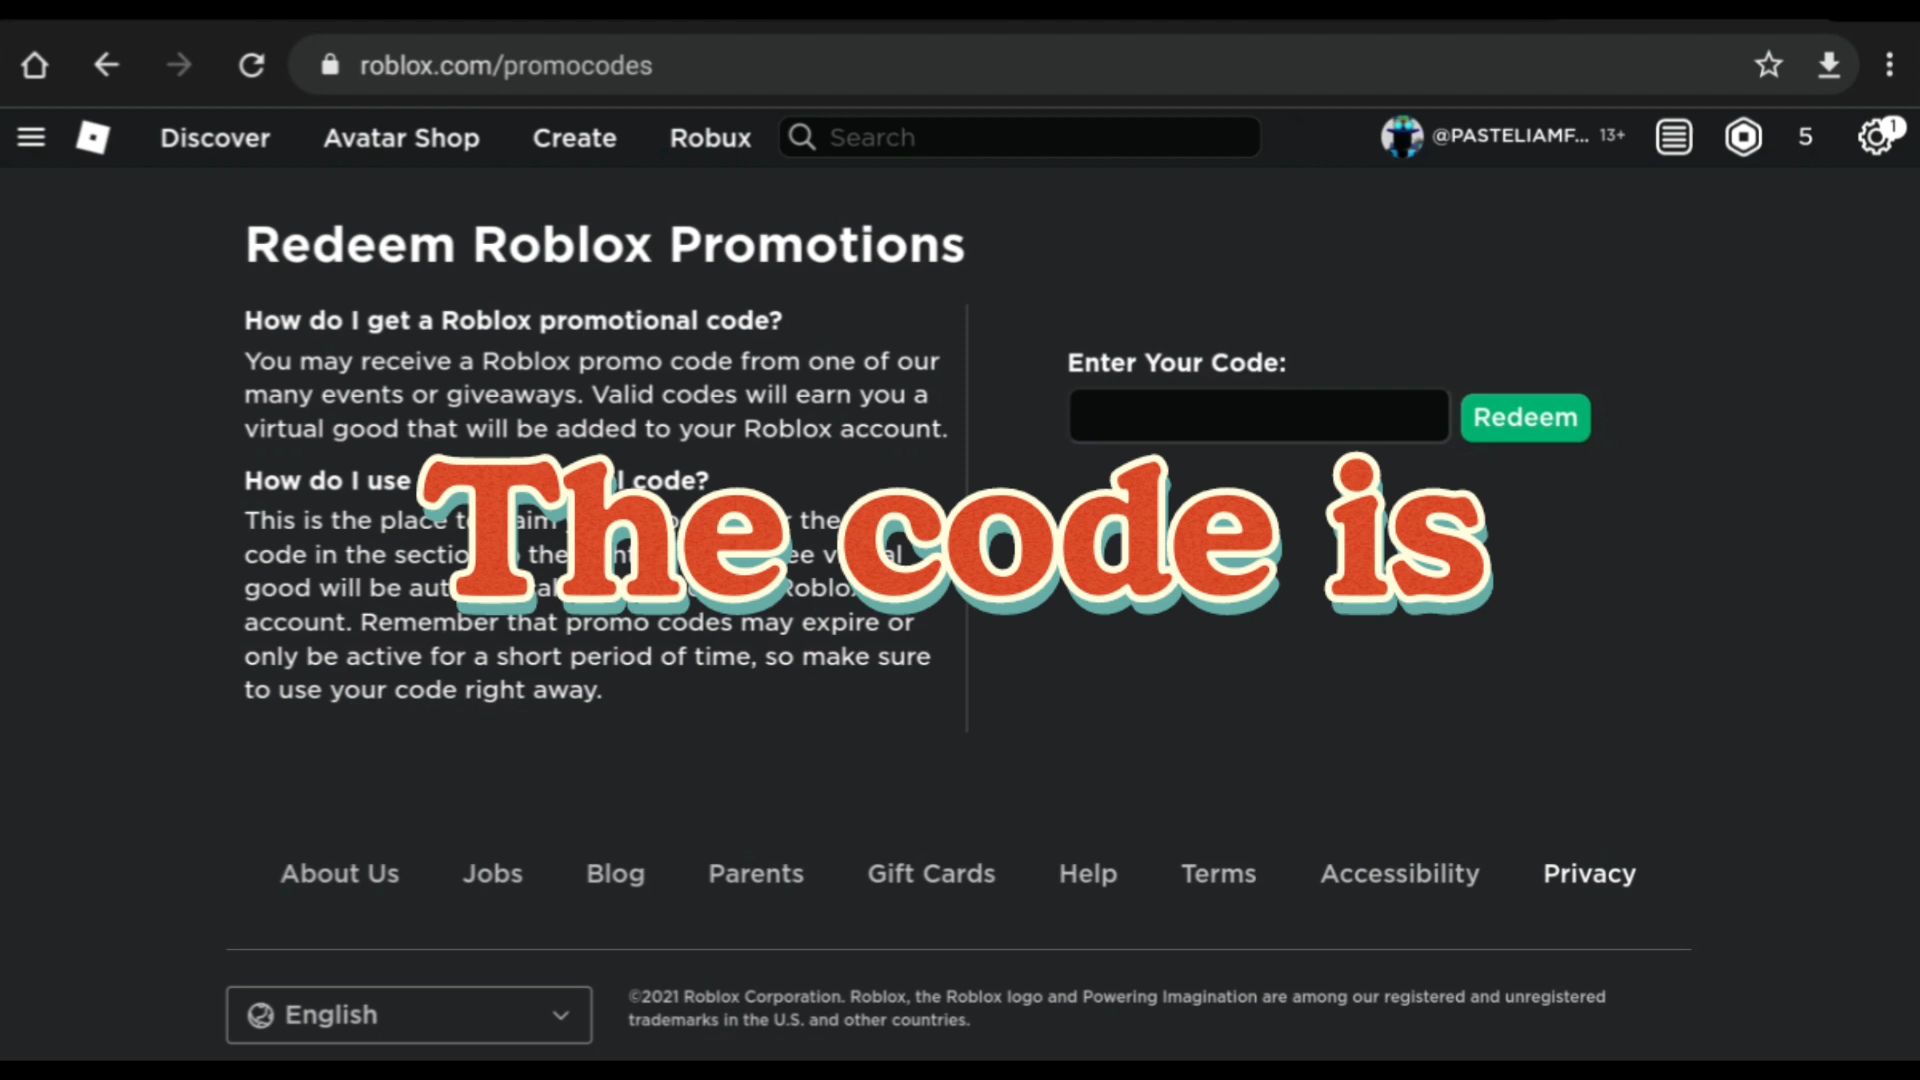 roblox.com/promocodes
Discover Avatar Shop Create Robux Search @PASTELIAMF... 13+ 5 1
Redeem Roblox Promotions
How do I get a Roblox promotional code?
You may receive a Roblox promo code from one of our
many events or giveaways. Valid codes will earn you a
virtual good that will be added to your Roblox account.
Enter Your Code:
Redeem
How do I use code?
This is the place the
code in the the
good will be
account. Remember that promo codes may expire or
only be active for a short period of time, so make sure
to use your code right away.
The code is
About Us Jobs Blog Parents Gift Cards Help Terms Accessibility Privacy
English
©2021 Roblox Corporation. Roblox, the Roblox logo and Powering Imagination are among our registered and unregistered
trademarks in the U.S. and other countries.